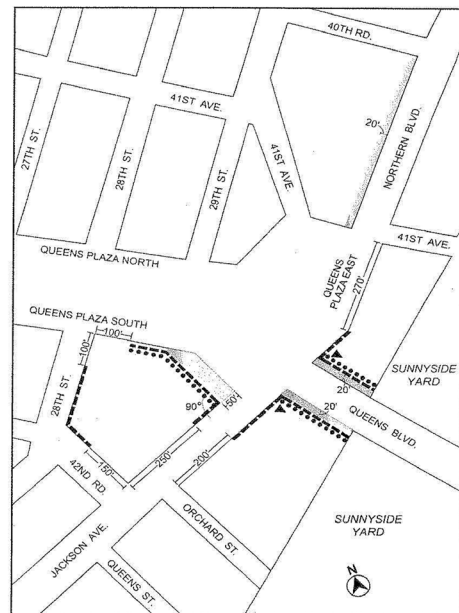 40TH RD.
41ST AVE.
27TH ST.
28TH ST.
29TH ST.
41ST AVE.
20'
NORTHERN BLVD.
41ST AVE.
QUEENS PLAZA NORTH
QUEENS
PLAZA EAST
270'
QUEENS PLAZA SOUTH
100'
100'
28TH ST.
90°
50'
20'
20'
SUNNYSIDE
YARD
QUEENS BLVD.
150'
250'
200'
42ND RD.
JACKSON AVE.
ORCHARD ST.
QUEENS ST.
SUNNYSIDE
YARD
N